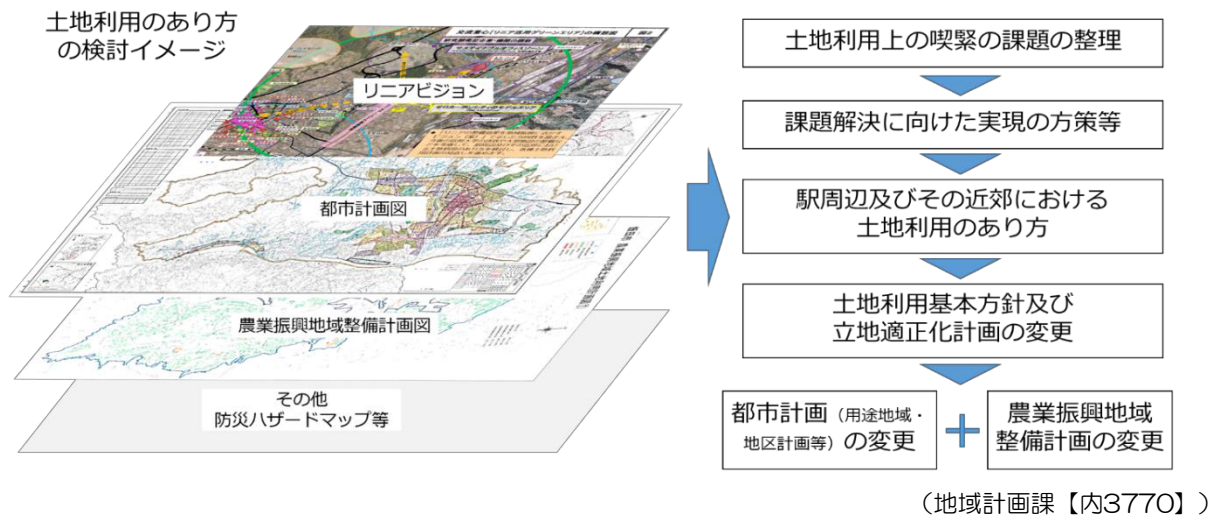 土地利用のあり方
の検討イメージ
リニアビジョン
都市計画図
農業振興地域整備計画図
その他
防災ハザードマップ等
土地利用上の喫緊の課題の整理
課題解決に向けた実現の方策等
駅周辺及びその近郊における
土地利用のあり方
土地利用基本方針及び
立地適正化計画の変更
都市計画（用途地域・
地区計画等）の変更
＋
農業振興地域
整備計画の変更
（地域計画課【内3770】）